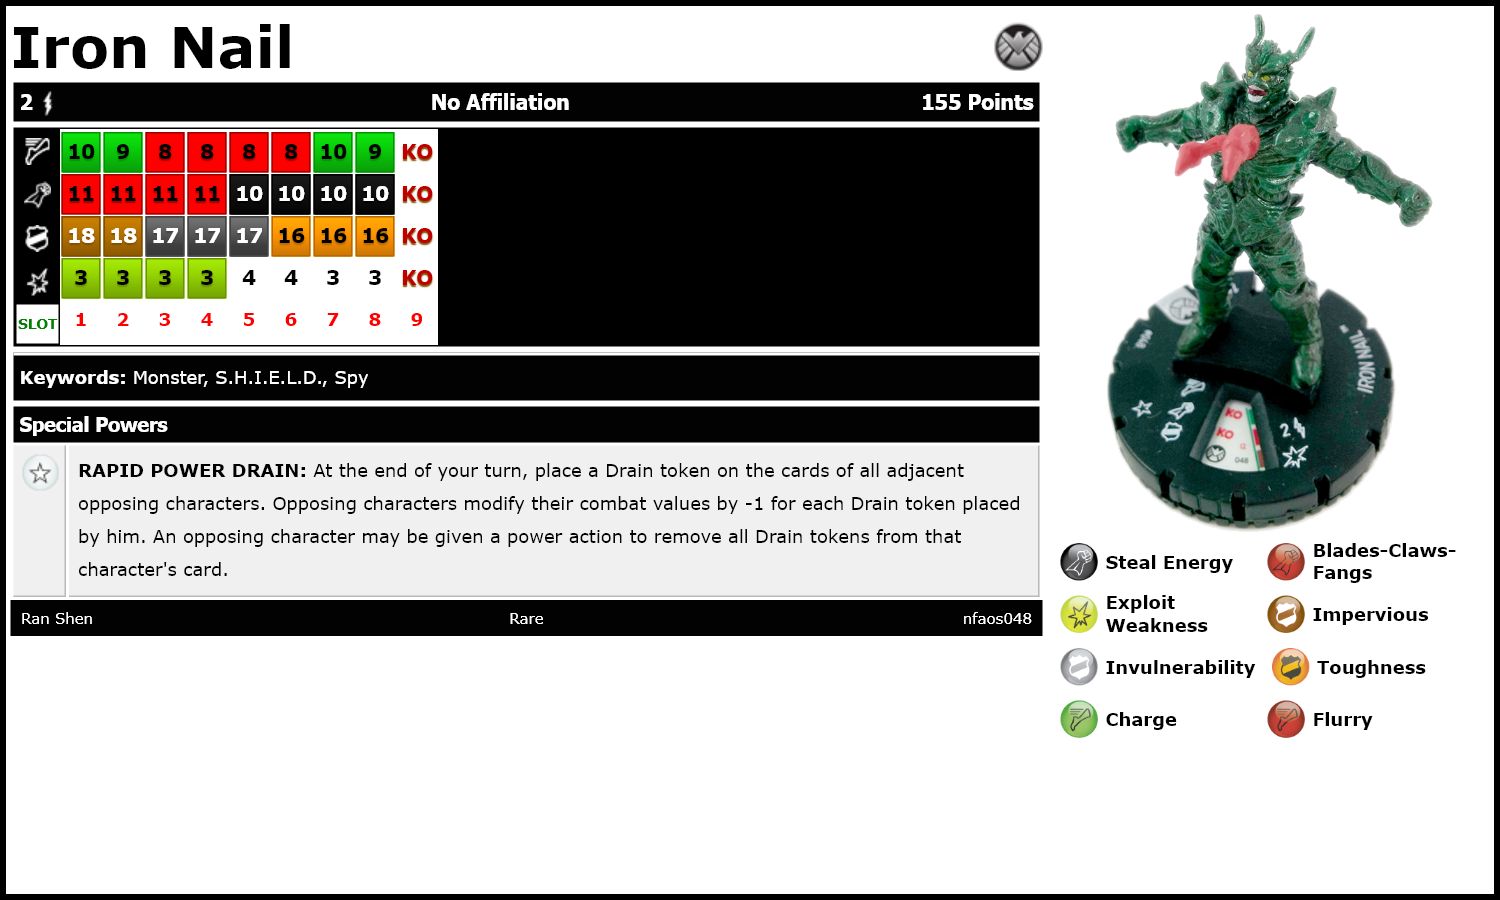 Iron Nail
2 No Affiliation 155 Points
10 9 8 8 8 8 10 9 KO
11 11 11 11 10 10 10 10 KO
18 18 17 17 17 16 16 16 KO
3 3 3 3 4 4 3 3 KO
SLOT 1 2 3 4 5 6 7 8 9
Keywords: Monster, S.H.I.E.L.D., Spy
Special Powers
RAPID POWER DRAIN: At the end of your turn, place a Drain token on the cards of all adjacent
opposing characters. Opposing characters modify their combat values by -1 for each Drain token placed
by him. An opposing character may be given a power action to remove all Drain tokens from that
character's card.
Ran Shen Rare nfaos048
IRON NAIL
KO
KO
048
2
Steal Energy
Blades-Claws-
Fangs
Exploit
Weakness
Impervious
Invulnerability
Toughness
Charge
Flurry